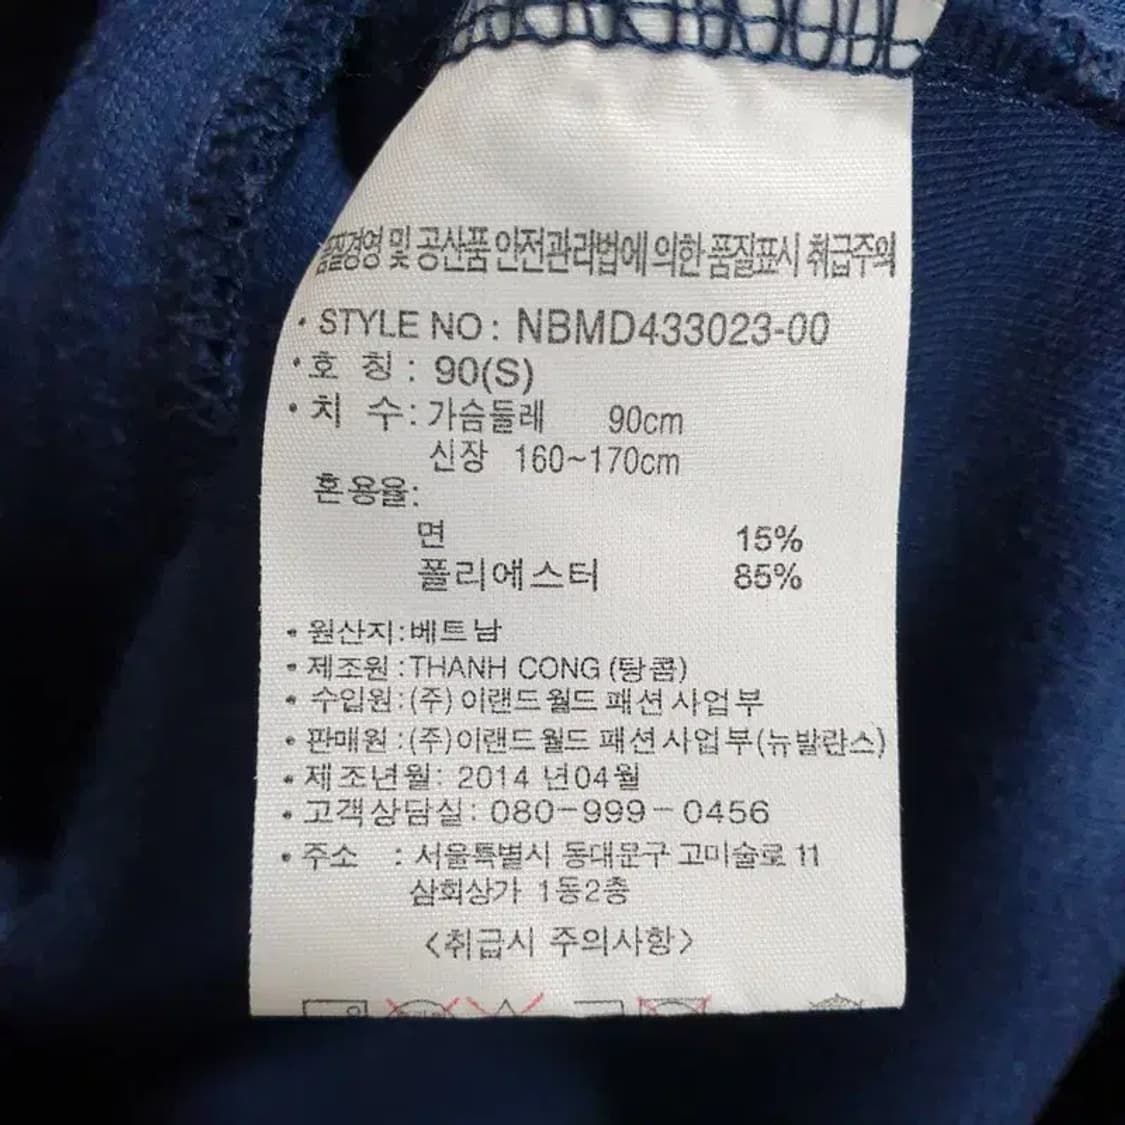 품질경영 및 공산품 안전관리법에 의한 품질표시 취급주의
· STYLE NO : NBMD433023-00
· 호 칭 : 90(S)
· 치 수 : 가슴둘레 90cm
신장 160~170cm
혼용율:
면 15%
폴리에스터 85%
· 원산지:베트남
· 제조원 :THANH CONG (탕콤)
· 수입원:(주) 이랜드월드 패션사업부
· 판매원 :(주)이랜드월드 패션사업부(뉴발란스)
· 제조년월: 2014 년04월
· 고객상담실: 080-999-0456
· 주소 : 서울특별시 동대문구 고미술로 11
삼희상가 1동2층
<취급시 주의사항>